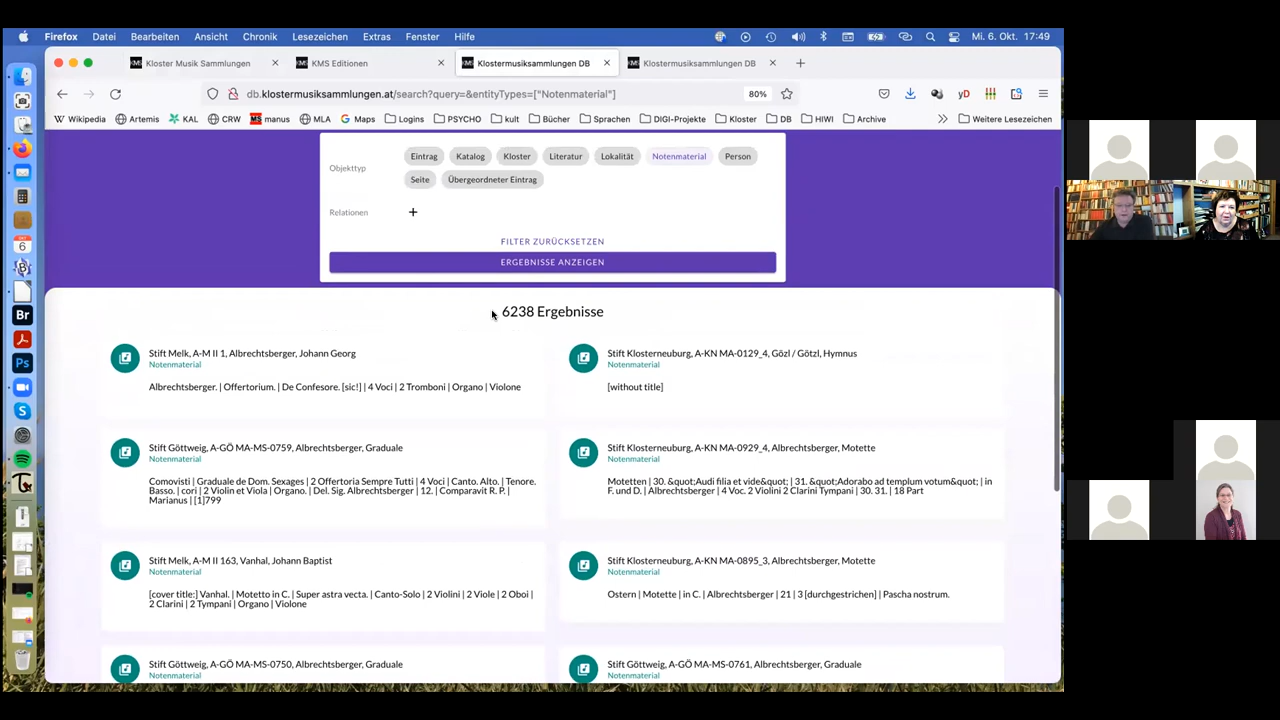 Firefox Datei Bearbeiten Ansicht Chronik Lesezeichen Extras Fenster Hilfe Mi. 6. Okt. 17:49
KMS Kloster Musik Sammlungen KMS KMS Editionen KMS Klostermusiksammlungen DB KMS Klostermusiksammlungen DB
db.klostermusiksammlungen.at/search?query=&entityTypes=["Notenmaterial"] 80% yD
Wikipedia Artemis KAL CRW MS manus MLA Maps Logins PSYCHO kult Bücher Sprachen DIGI-Projekte Kloster DB HIWI Archive Weitere Lesezeichen
Objekttyp Eintrag Katalog Kloster Literatur Lokalität Notenmaterial Person
Seite Übergeordneter Eintrag
Relationen +
FILTER ZURÜCKSETZEN
ERGEBNISSE ANZEIGEN
6238 Ergebnisse
Stift Melk, A-M II 1, Albrechtsberger, Johann Georg
Notenmaterial
Albrechtsberger. | Offertorium. | De Confesore. [sic!] | 4 Voci | 2 Tromboni | Organo | Violone
Stift Klosterneuburg, A-KN MA-0129_4, Gözl / Götzl, Hymnus
Notenmaterial
[without title]
Stift Göttweig, A-GÖ MA-MS-0759, Albrechtsberger, Graduale
Notenmaterial
Comovisti | Graduale de Dom. Sexages | 2 Offertoria Sempre Tutti | 4 Voci | Canto. Alto. | Tenore.
Basso. | cori | 2 Violin et Viola | Organo. | Del. Sig. Albrechtsberger | 12. | Comparavit R. P. |
Marianus | [1]799
Stift Klosterneuburg, A-KN MA-0929_4, Albrechtsberger, Motette
Notenmaterial
Motetten | 30. &quot;Audi filia et vide&quot; | 31. &quot;Adorabo ad templum votum&quot; | in
F. und D. | Albrechtsberger | 4 Voc. 2 Violini 2 Clarini Tympani | 30. 31. | 18 Part
Stift Melk, A-M II 163, Vanhal, Johann Baptist
Notenmaterial
[cover title:] Vanhal. | Motetto in C. | Super astra vecta. | Canto-Solo | 2 Violini | 2 Viole | 2 Oboi |
2 Clarini | 2 Tympani | Organo | Violone
Stift Klosterneuburg, A-KN MA-0895_3, Albrechtsberger, Motette
Notenmaterial
Ostern | Motette | in C. | Albrechtsberger | 21 | 3 [durchgestrichen] | Pascha nostrum.
Stift Göttweig, A-GÖ MA-MS-0750, Albrechtsberger, Graduale
Notenmaterial
Stift Göttweig, A-GÖ MA-MS-0761, Albrechtsberger, Graduale
Notenmaterial
OKT
6
Br
Ps